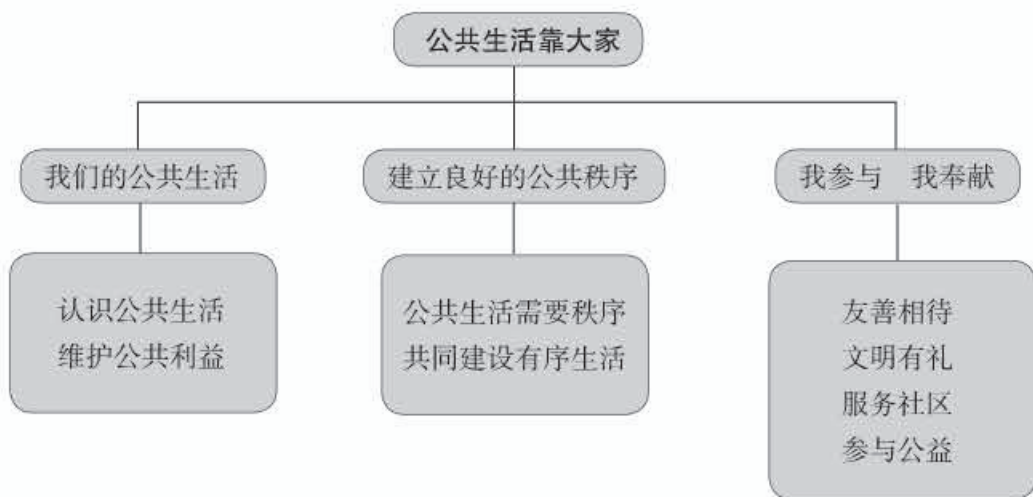 公共生活靠大家
我们的公共生活
建立良好的公共秩序
我参与 我奉献
认识公共生活
维护公共利益
公共生活需要秩序
共同建设有序生活
友善相待
文明有礼
服务社区
参与公益